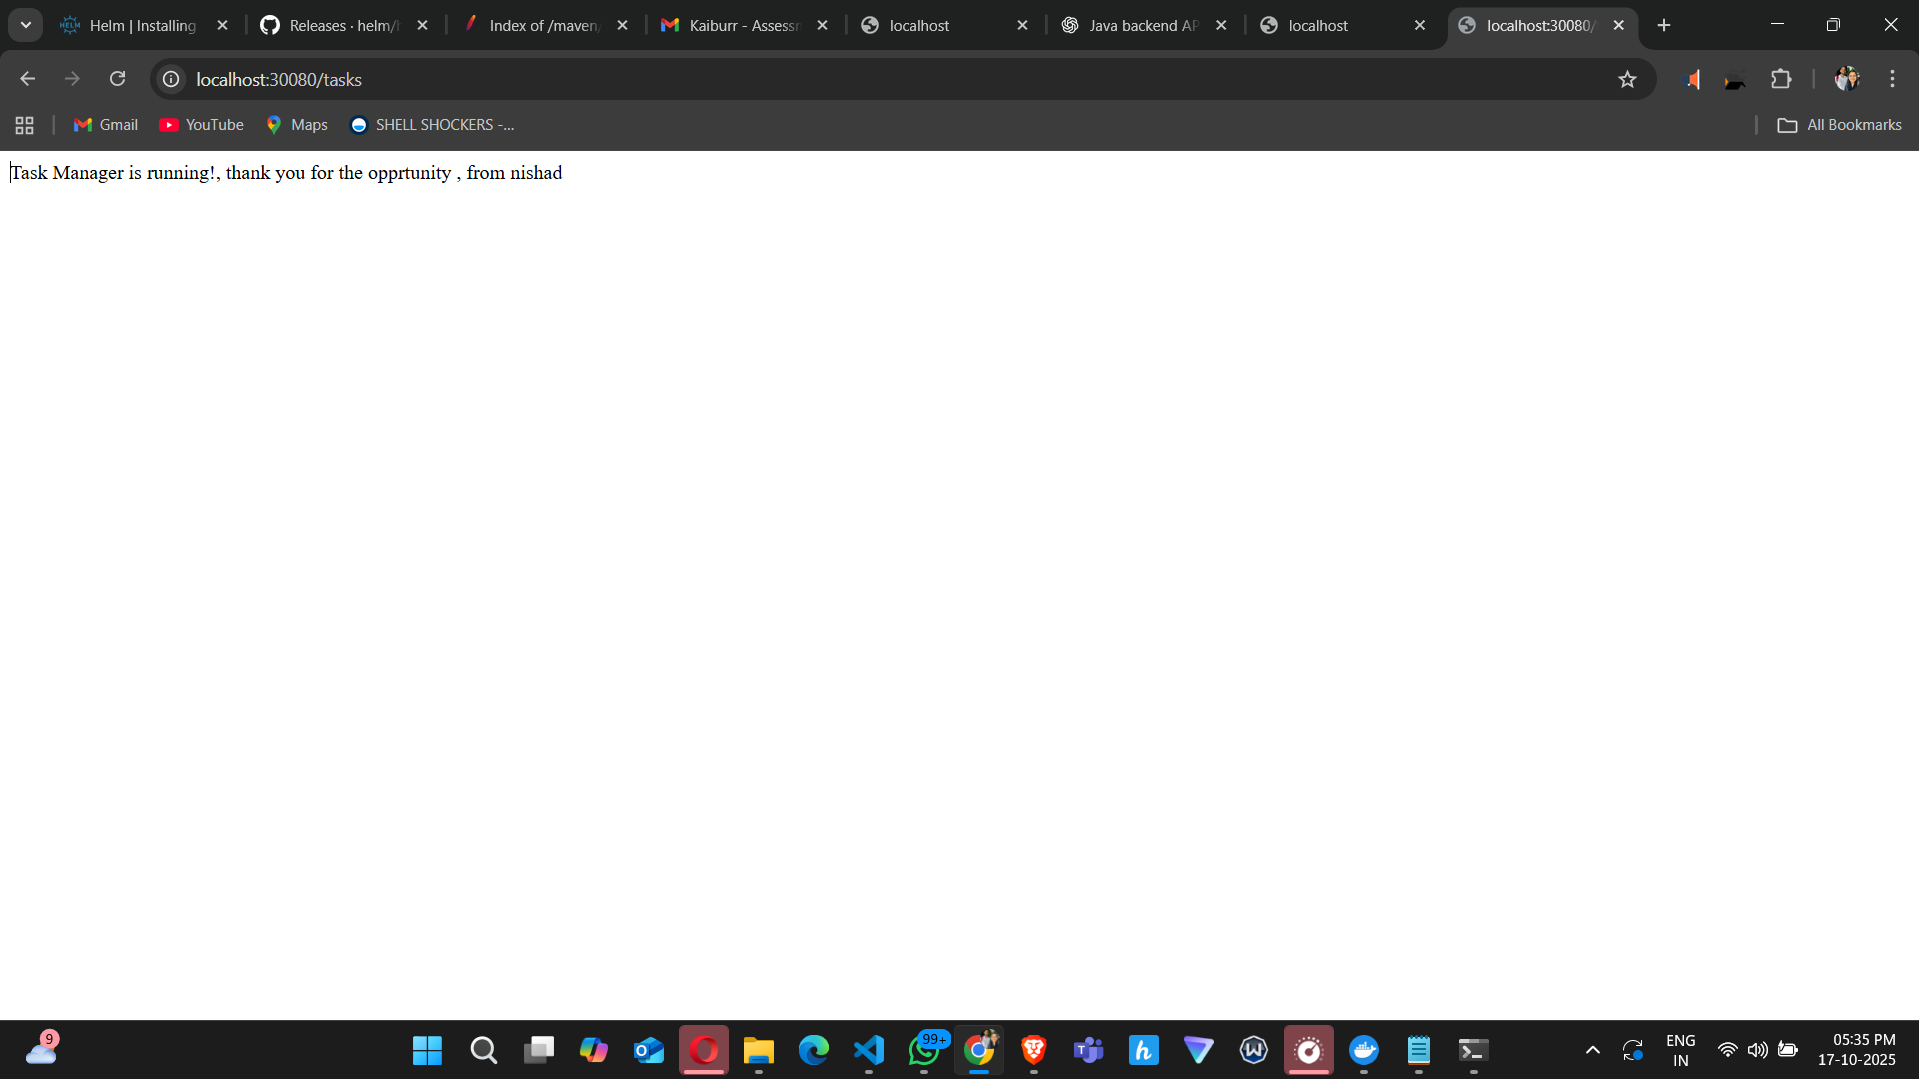 Helm | Installing
Releases · helm/h
Index of /maven/
Kaiburr - Assessm
localhost
Java backend AP
localhost
localhost:30080/
localhost:30080/tasks
Gmail
YouTube
Maps
SHELL SHOCKERS -...
All Bookmarks
Task Manager is running!, thank you for the opprtunity , from nishad
9
99+
ENG
IN
05:35 PM
17-10-2025